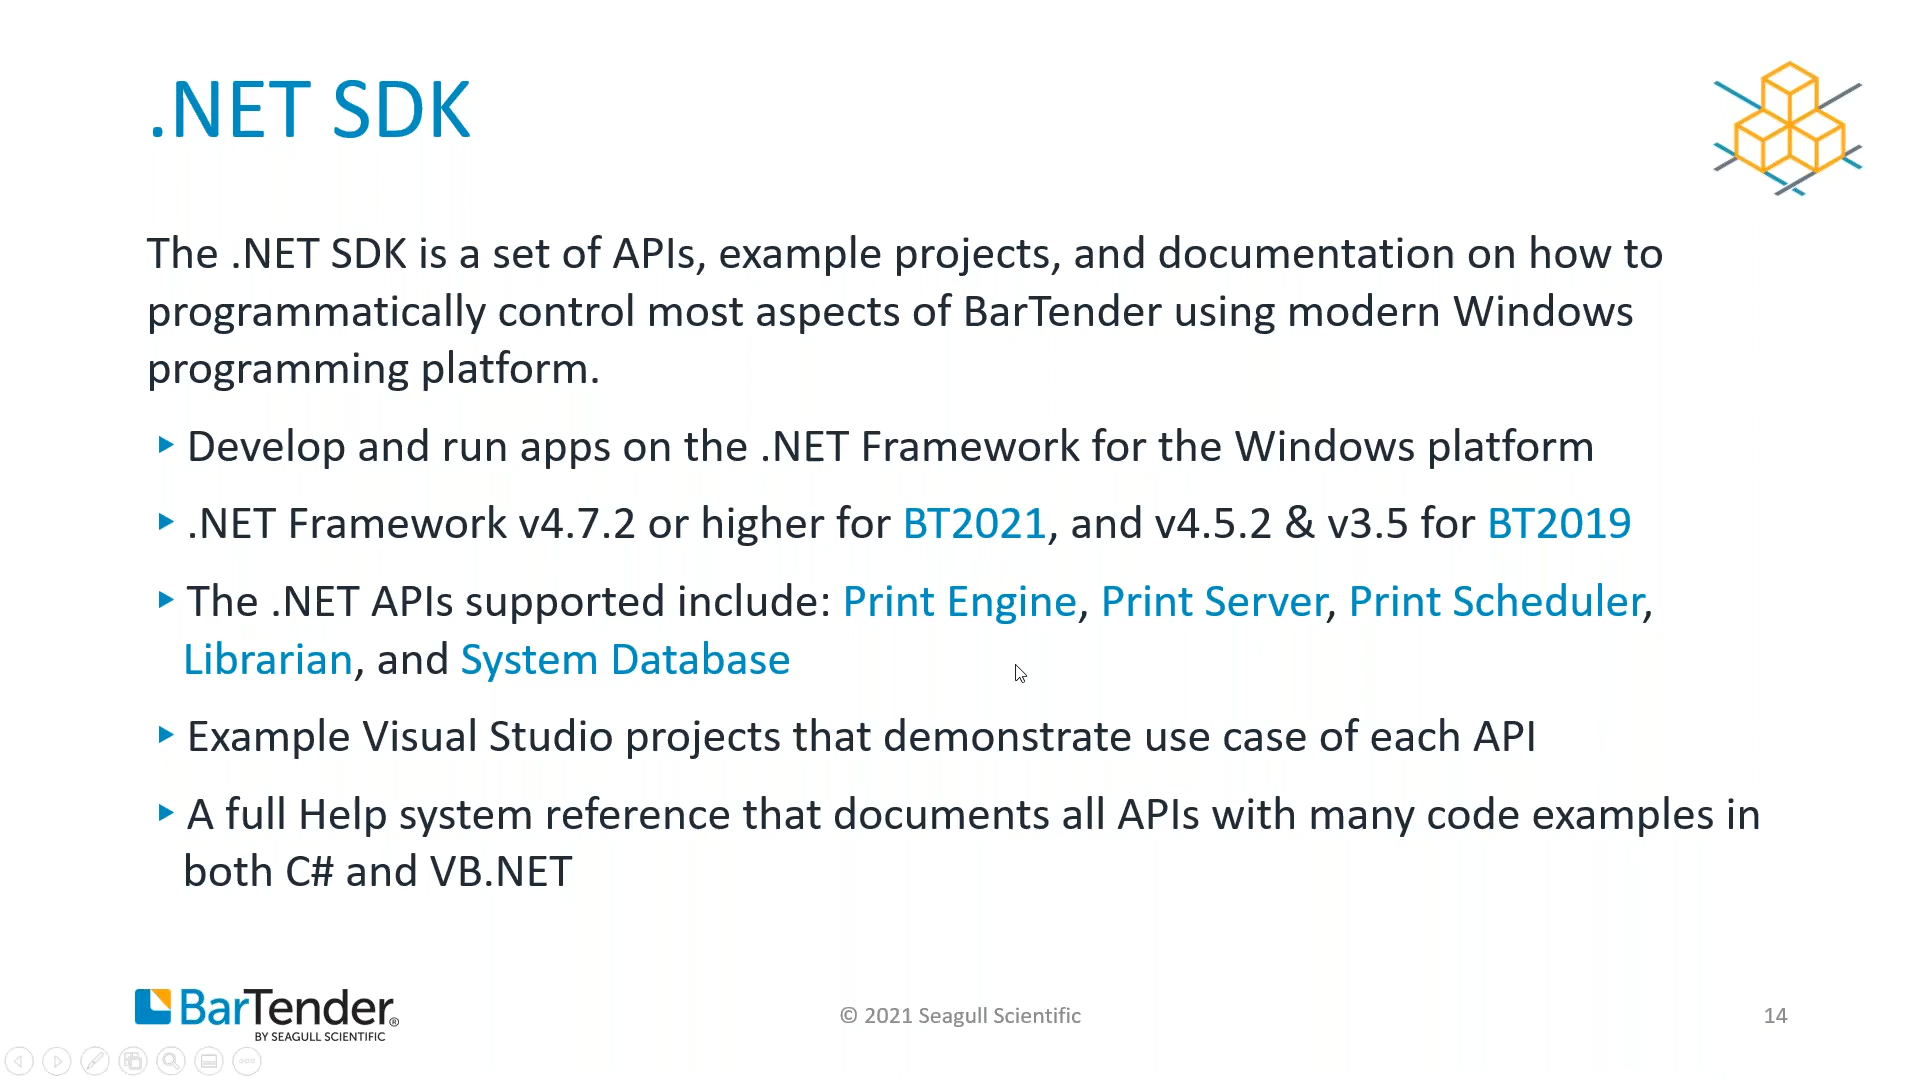 .NET SDK
The .NET SDK is a set of APIs, example projects, and documentation on how to
programmatically control most aspects of BarTender using modern Windows
programming platform.
Develop and run apps on the .NET Framework for the Windows platform
.NET Framework v4.7.2 or higher for BT2021, and v4.5.2 & v3.5 for BT2019
The .NET APIs supported include: Print Engine, Print Server, Print Scheduler,
Librarian, and System Database
Example Visual Studio projects that demonstrate use case of each API
A full Help system reference that documents all APIs with many code examples in
both C# and VB.NET
BarTender®
BY SEAGULL SCIENTIFIC
© 2021 Seagull Scientific
14